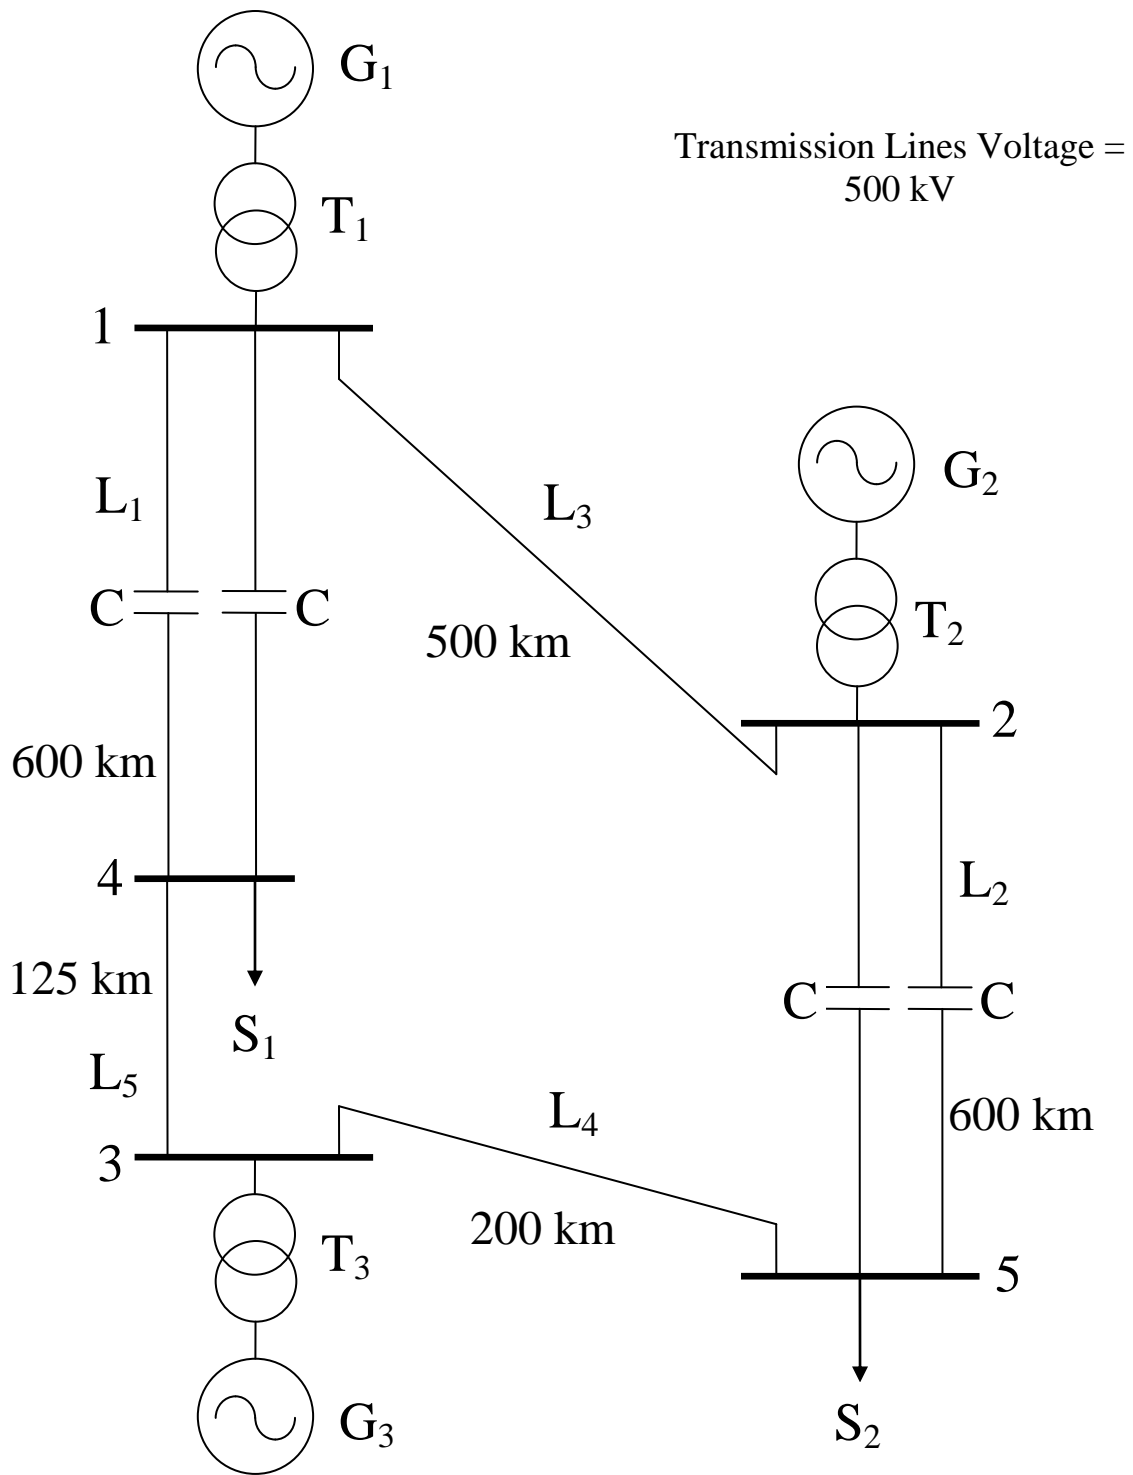 G₁
Transmission Lines Voltage =
500 kV
T₁
1
L₁
L₃
G₂
C
C
500 km
T₂
2
600 km
4
L₂
125 km
C
C
S₁
L₅
L₄
600 km
3
200 km
T₃
5
G₃
S₂